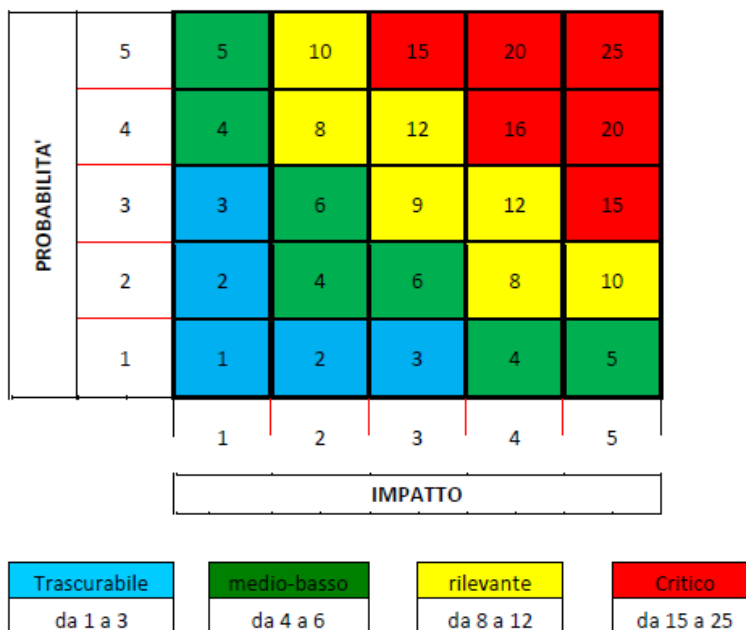 PROBABILITA'
5 5 10 15 20 25
4 4 8 12 16 20
3 3 6 9 12 15
2 2 4 6 8 10
1 1 2 3 4 5
1 2 3 4 5
IMPATTO
Trascurabile medio-basso rilevante Critico
da 1 a 3 da 4 a 6 da 8 a 12 da 15 a 25